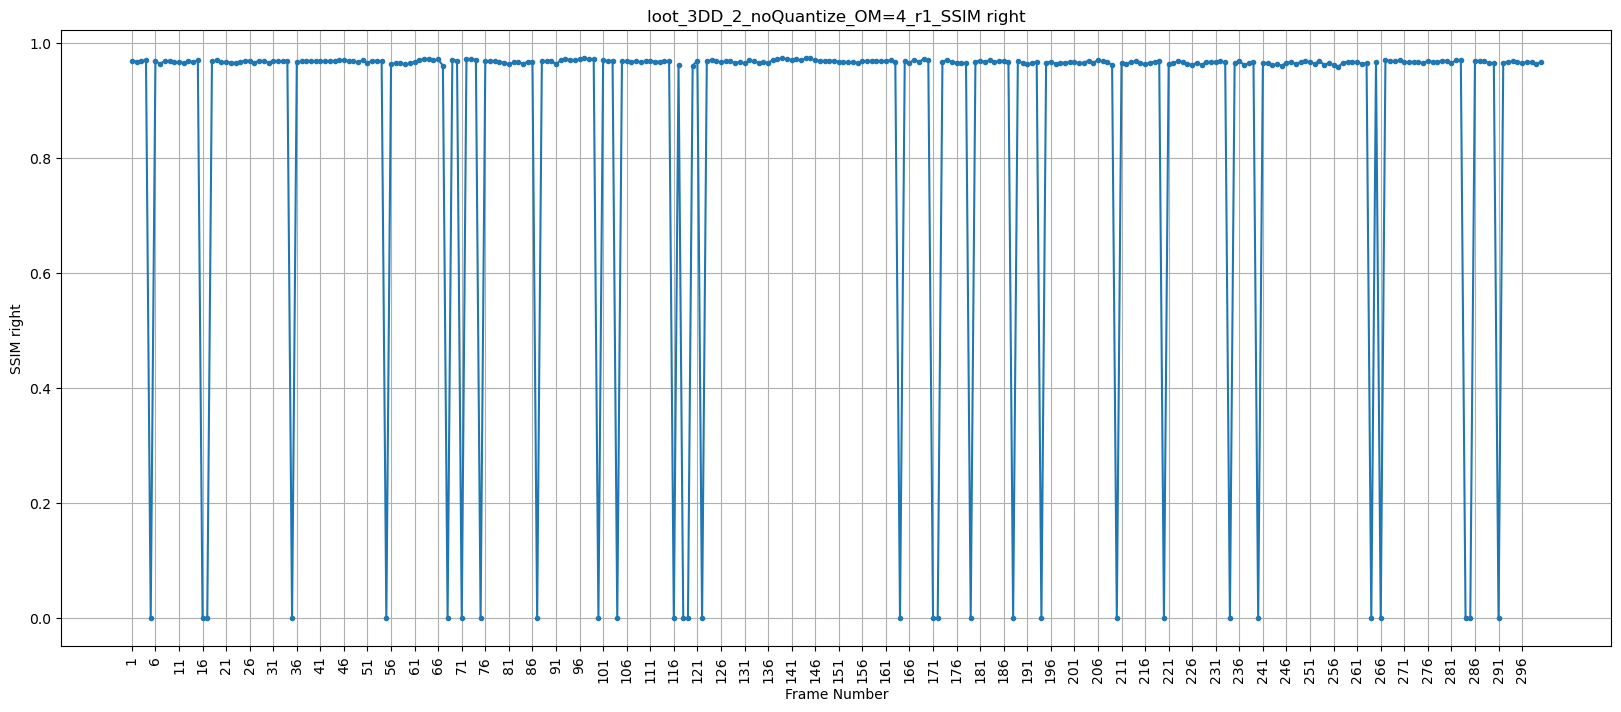 loot_3DD_2_noQuantize_OM=4_r1_SSIM right
1.0
0.8
0.6
0.4
0.2
0.0
SSIM right
1 6 11 16 21 26 31 36 41 46 51 56 61 66 71 76 81 86 91 96 101 106 111 116 121 126 131 136 141 146 151 156 161 166 171 176 181 186 191 196 201 206 211 216 221 226 231 236 241 246 251 256 261 266 271 276 281 286 291 296
Frame Number